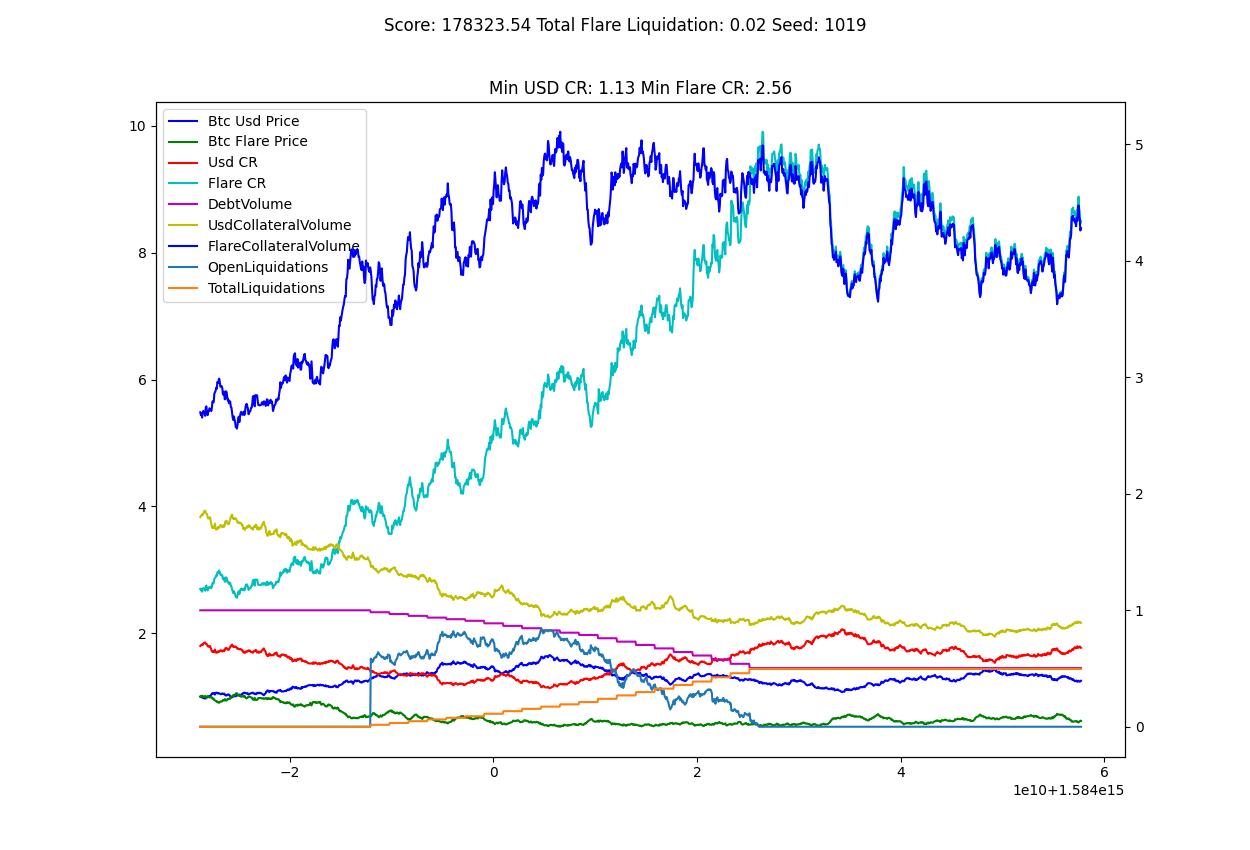 Score: 178323.54 Total Flare Liquidation: 0.02 Seed: 1019
Min USD CR: 1.13 Min Flare CR: 2.56
Btc Usd Price
Btc Flare Price
Usd CR
Flare CR
DebtVolume
UsdCollateralVolume
FlareCollateralVolume
OpenLiquidations
TotalLiquidations
10
8
6
4
2
5
4
3
2
1
0
−2 0 2 4 6
1e10+1.584e15